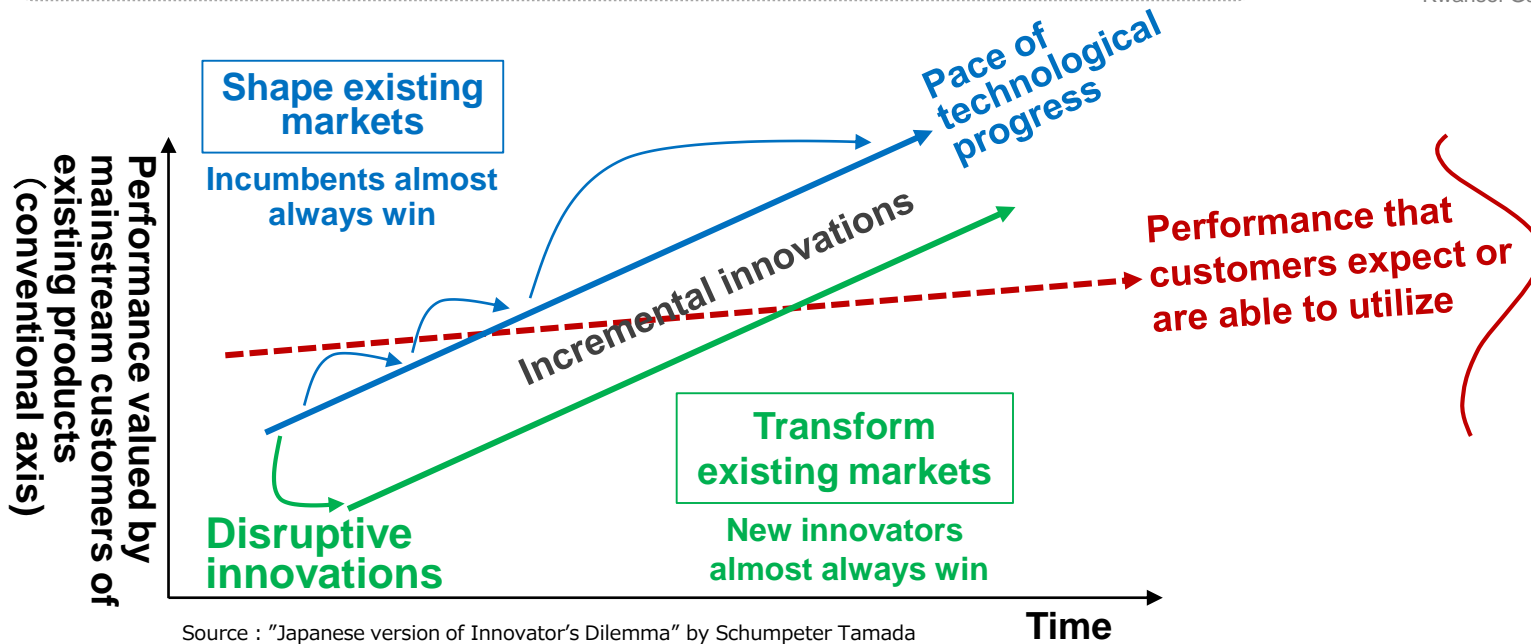 Shape existing
markets
Incumbents almost
always win
Pace of
technological
progress
Performance valued by
mainstream customers of
existing products
(conventional axis)
Incremental innovations
Performance that
customers expect or
are able to utilize
Transform
existing markets
New innovators
almost always win
Disruptive
innovations
Time
Source : "Japanese version of Innovator's Dilemma" by Schumpeter Tamada